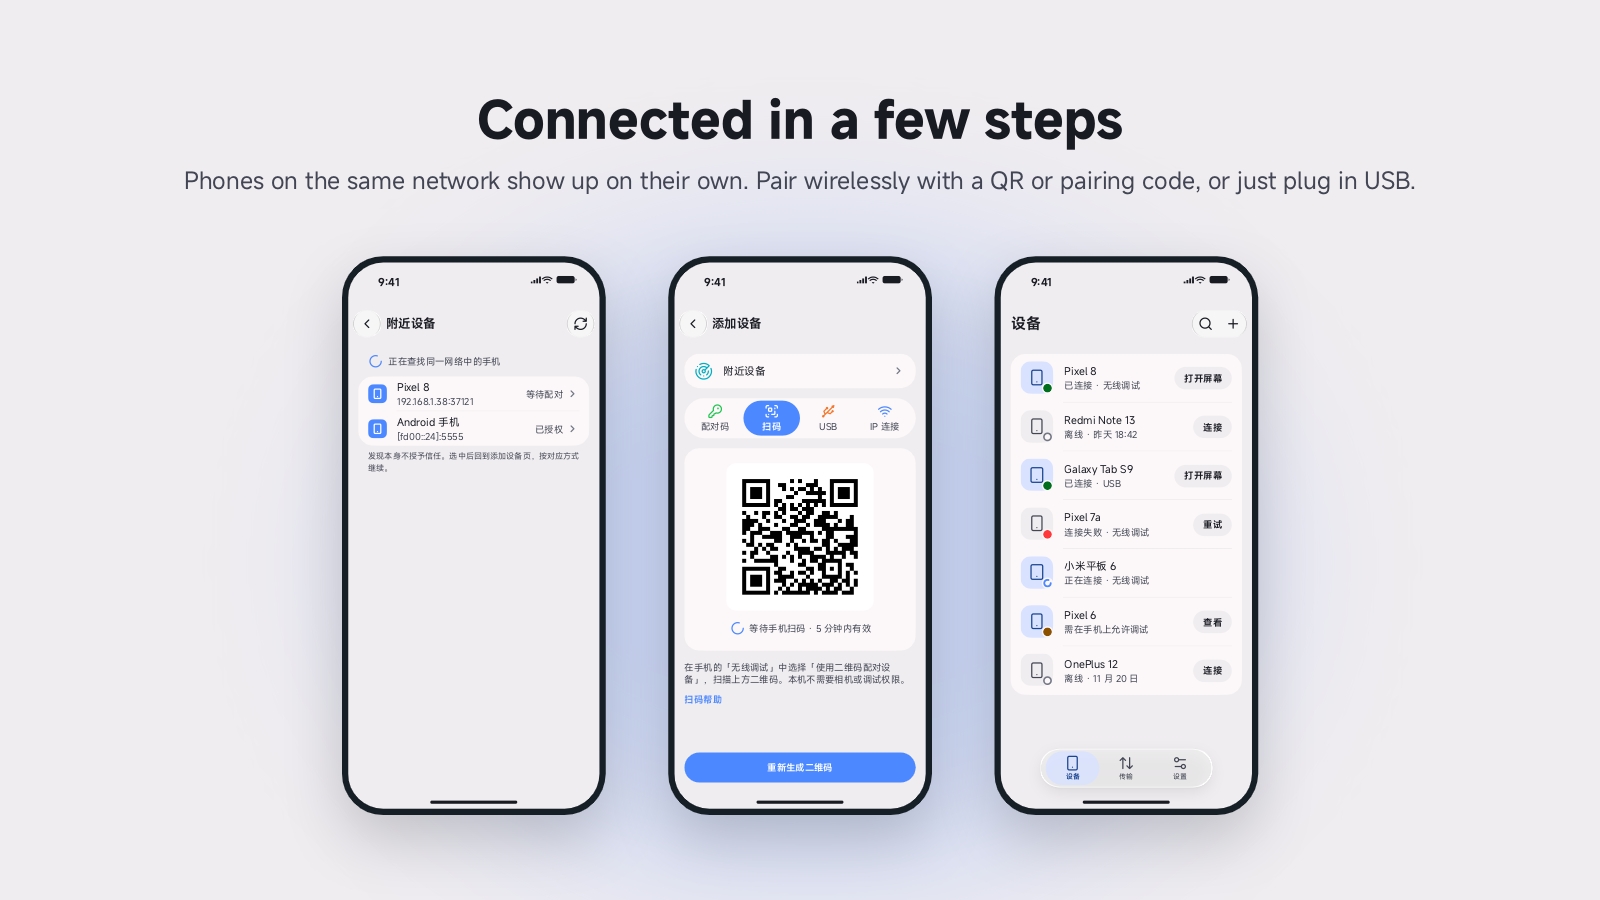 Connected in a few steps
Phones on the same network show up on their own. Pair wirelessly with a QR or pairing code, or just plug in USB.
9:41
附近设备
正在查找同一网络中的手机
Pixel 8
192.168.1.38:37121
等待配对
Android 手机
[fd00::24]:5555
已授权
发现本身不授予信任。选中后回到添加设备页，按对应方式
继续。
9:41
添加设备
附近设备
配对码
扫码
USB
IP 连接
等待手机扫码 · 5 分钟内有效
在手机的「无线调试」中选择「使用二维码配对设
备」，扫描上方二维码。本机不需要相机或调试权限。
扫码帮助
重新生成二维码
9:41
设备
Pixel 8
已连接 · 无线调试
打开屏幕
Redmi Note 13
离线 · 昨天 18:42
连接
Galaxy Tab S9
已连接 · USB
打开屏幕
Pixel 7a
连接失败 · 无线调试
重试
小米平板 6
正在连接 · 无线调试
Pixel 6
需在手机上允许调试
查看
OnePlus 12
离线 · 11 月 20 日
连接
设备
传输
设置